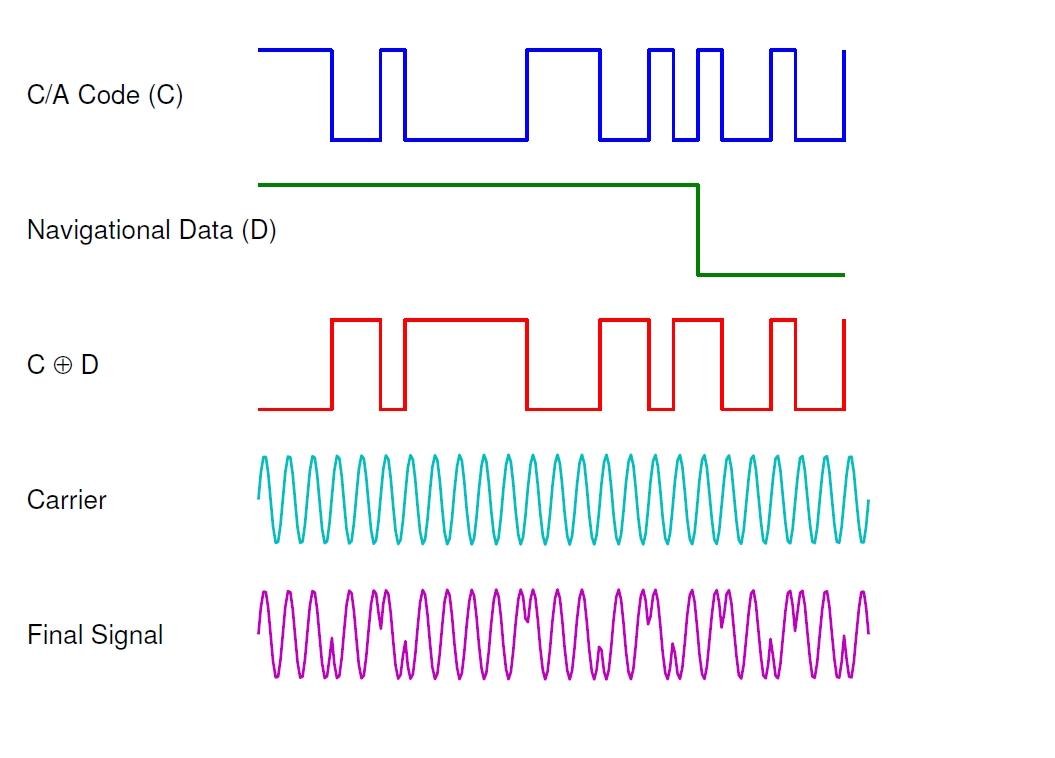 C/A Code (C)
Navigational Data (D)
C ⊕ D
Carrier
Final Signal